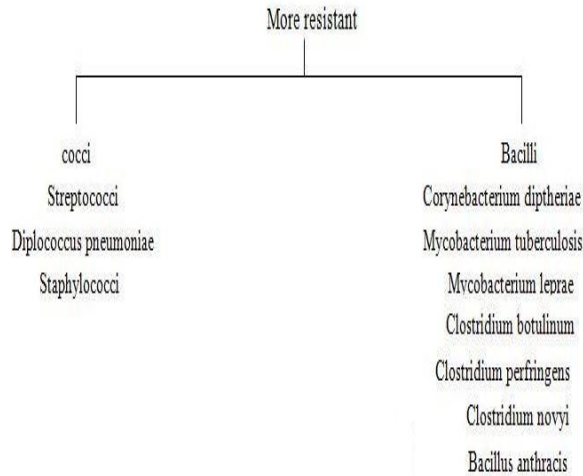 More resistant
cocci
Streptococci
Diplococcus pneumoniae
Staphylococci
Bacilli
Corynebacterium diptheriae
Mycobacterium tuberculosis
Mycobacterium leprae
Clostridium botulinum
Clostridium perfringens
Clostridium novyi
Bacillus anthracis